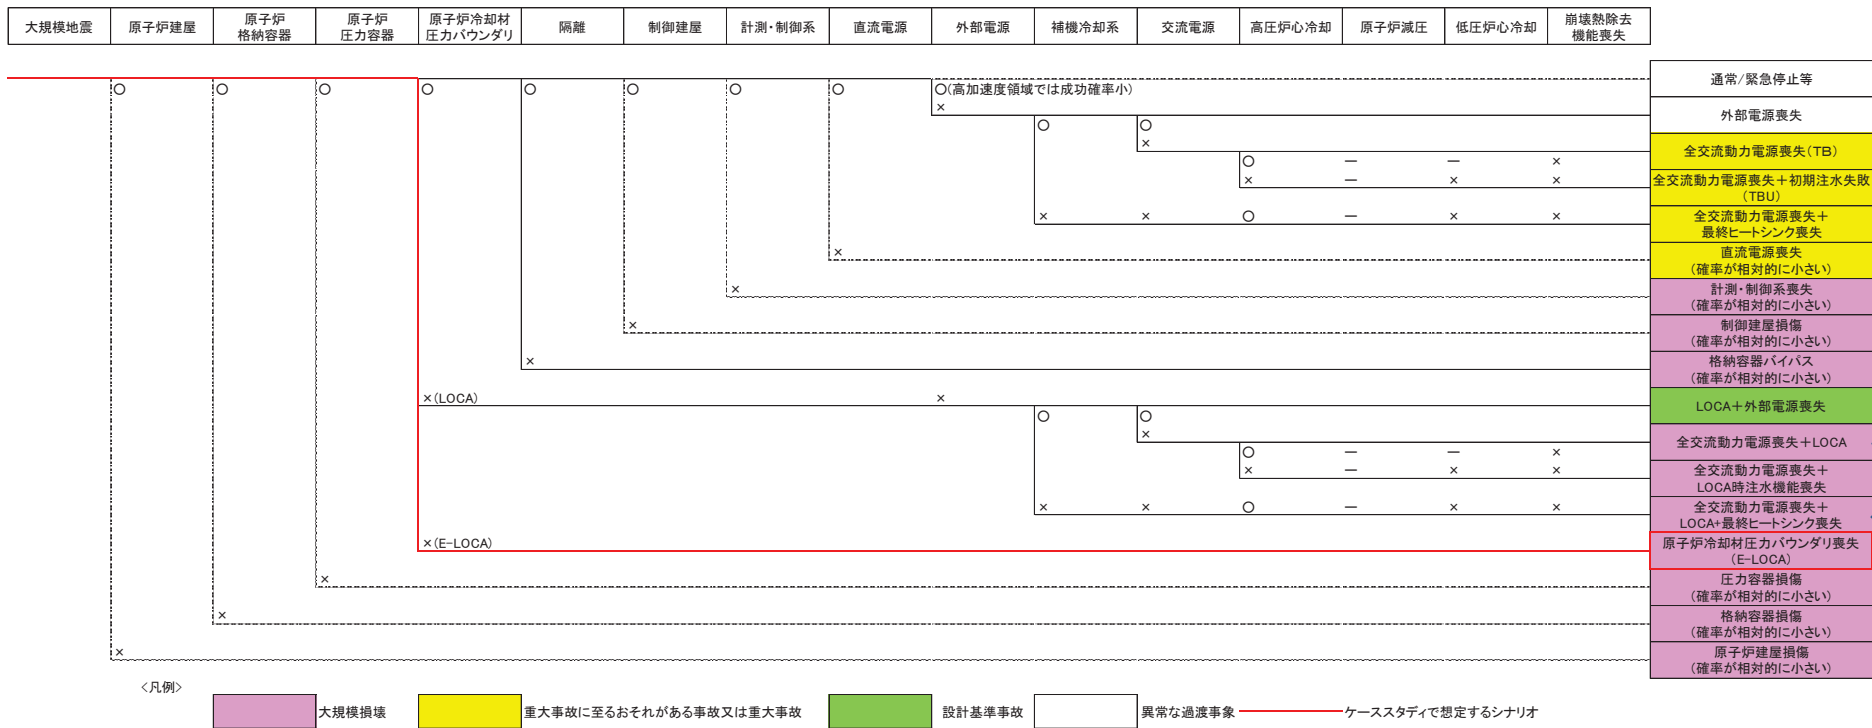 大規模地震
原子炉建屋
原子炉
格納容器
原子炉
圧力容器
原子炉冷却材
圧力バウンダリ
隔離
制御建屋
計測・制御系
直流電源
外部電源
補機冷却系
交流電源
高圧炉心冷却
原子炉減圧
低圧炉心冷却
崩壊熱除去
機能喪失
通常/緊急停止等
○ ○ ○ ○ ○ ○ ○ ○ ○(高加速度領域では成功確率小)
×
外部電源喪失
○ ○
×
全交流動力電源喪失(TB)
○ － － ×
× － × ×
全交流動力電源喪失＋初期注水失敗
(TBU)
× × ○ － × ×
全交流動力電源喪失＋
最終ヒートシンク喪失
×
直流電源喪失
(確率が相対的に小さい)
×
計測・制御系喪失
(確率が相対的に小さい)
×
制御建屋損傷
(確率が相対的に小さい)
×
格納容器バイパス
(確率が相対的に小さい)
×(LOCA) ×
LOCA＋外部電源喪失
○ ○
×
全交流動力電源喪失＋LOCA
○ － － ×
× － × ×
全交流動力電源喪失＋
LOCA時注水機能喪失
× × ○ － × ×
全交流動力電源喪失＋
LOCA+最終ヒートシンク喪失
×(E-LOCA)
原子炉冷却材圧力バウンダリ喪失
(E-LOCA)
×
圧力容器損傷
(確率が相対的に小さい)
×
格納容器損傷
(確率が相対的に小さい)
×
原子炉建屋損傷
(確率が相対的に小さい)
<凡例>
大規模損壊
重大事故に至るおそれがある事故又は重大事故
設計基準事故
異常な過渡事象
ケーススタディで想定するシナリオ